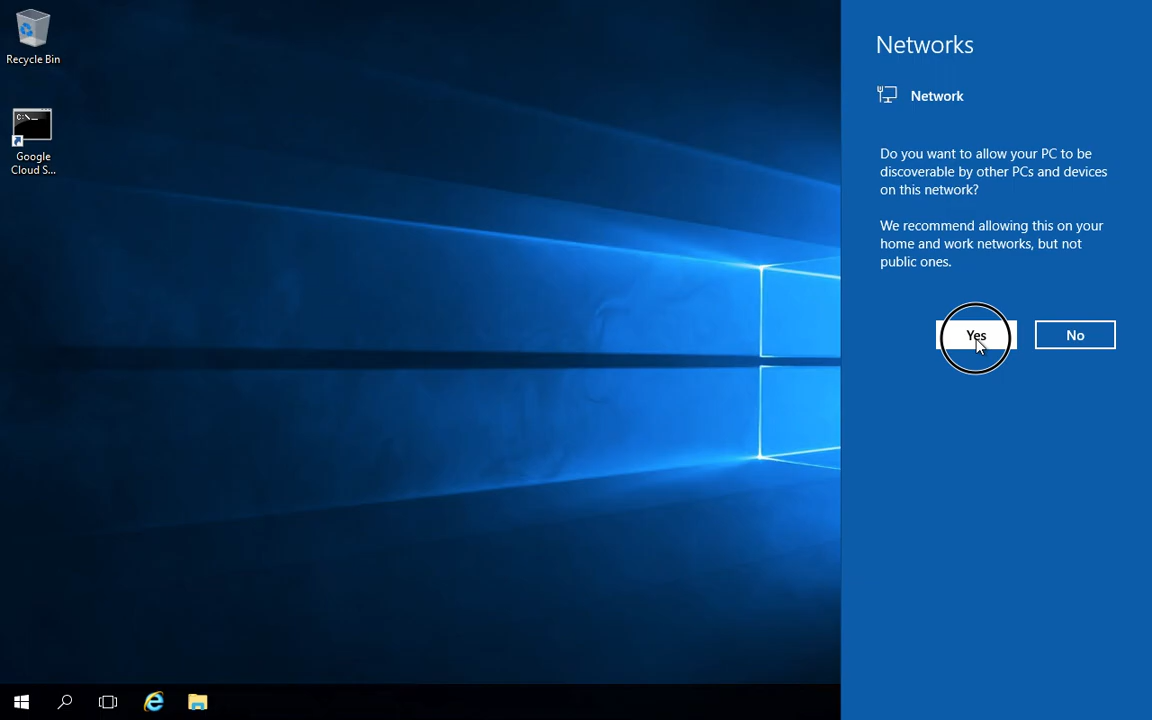 Recycle Bin
C:\._
Google
Cloud S...
Networks
Network
Do you want to allow your PC to be
discoverable by other PCs and devices
on this network?
We recommend allowing this on your
home and work networks, but not
public ones.
Yes
No